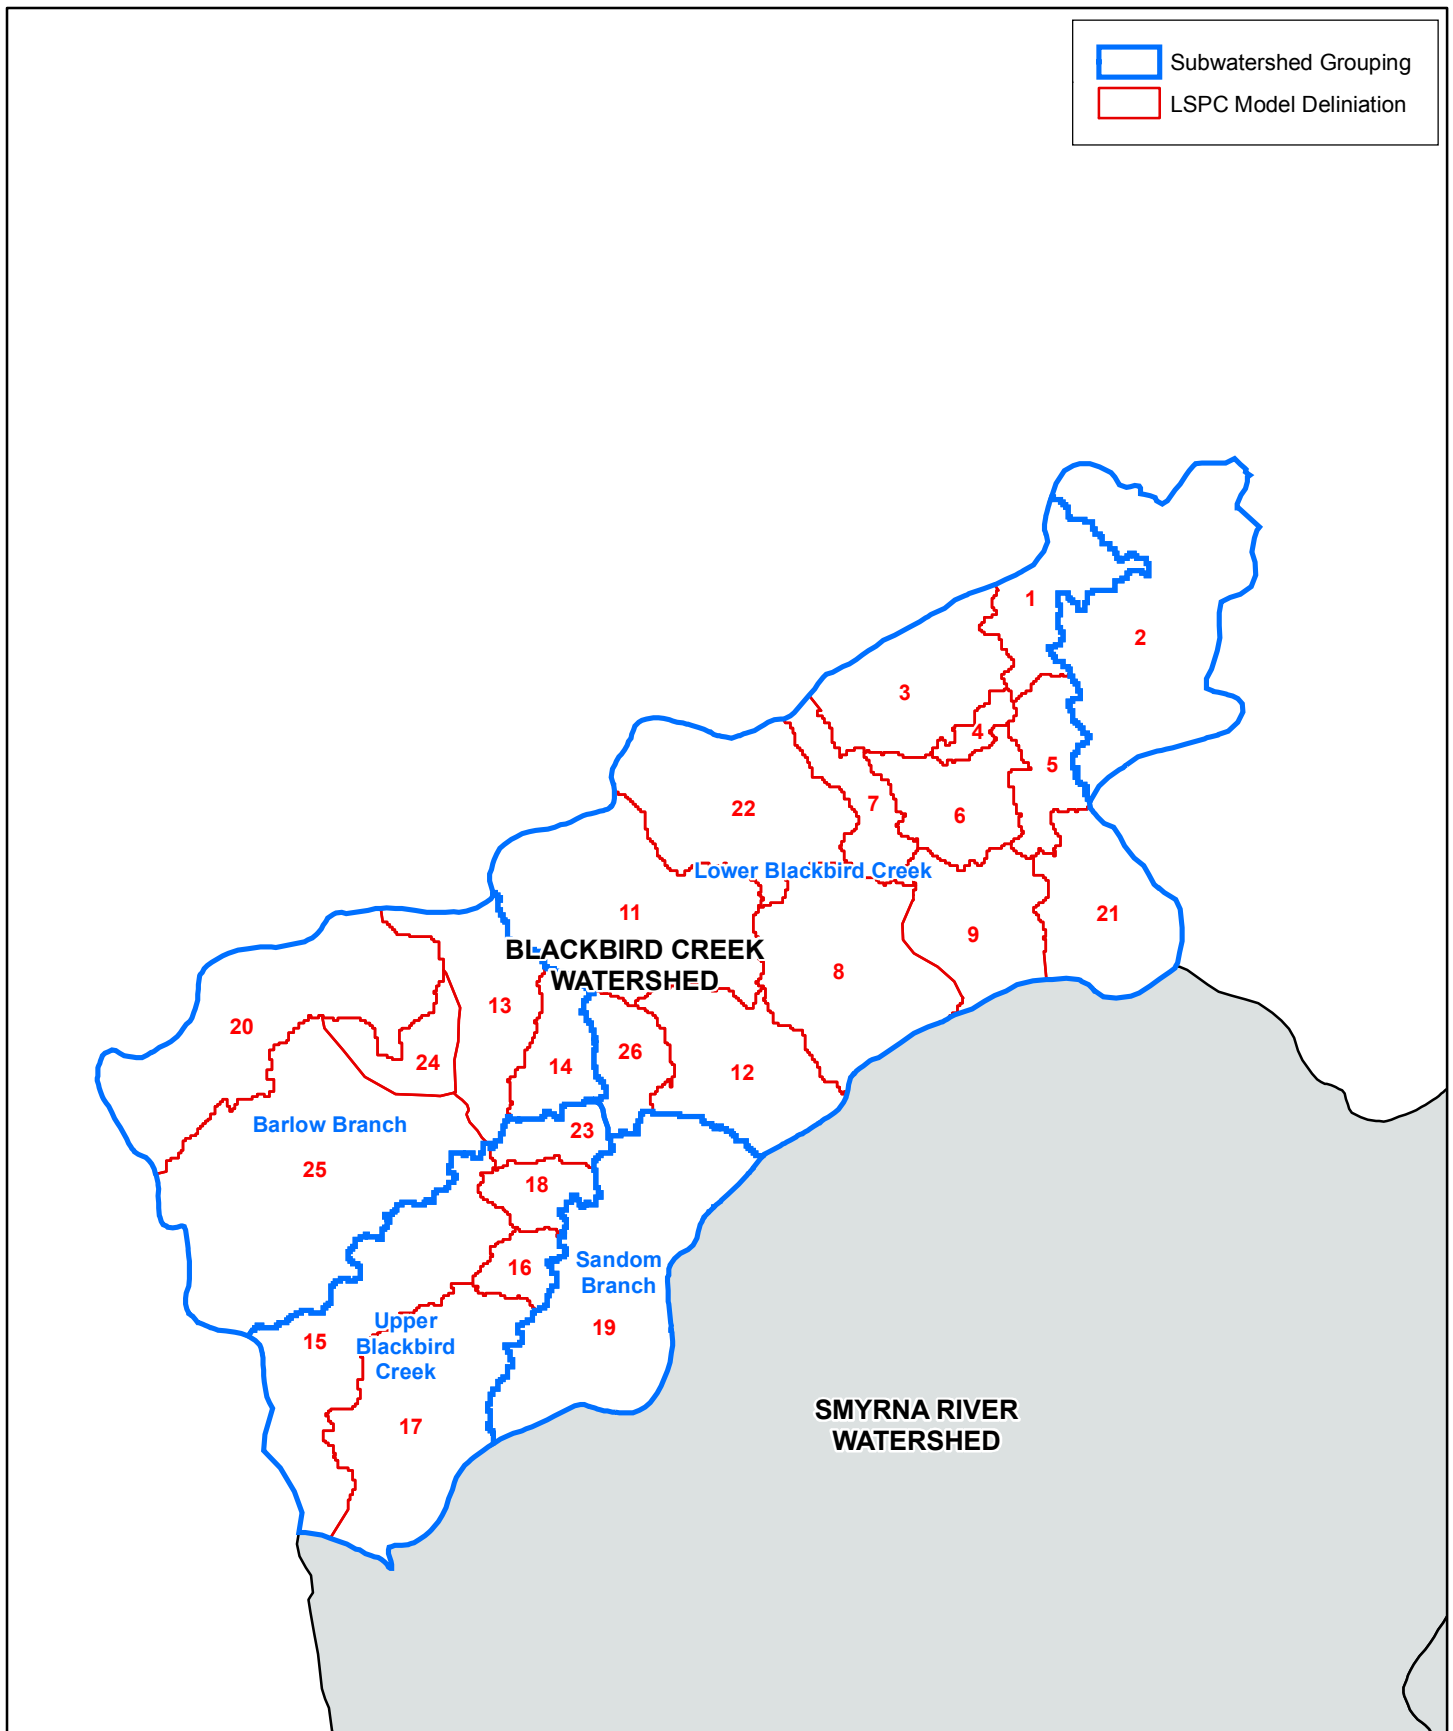 Subwatershed Grouping
LSPC Model Deliniation
1
2
3
4
5
7
6
22
Lower Blackbird Creek
11
21
9
BLACKBIRD CREEK
WATERSHED
8
13
20
26
24
14
12
Barlow Branch
23
25
18
Sandom
Branch
16
Upper
Blackbird
Creek
19
15
17
SMYRNA RIVER
WATERSHED